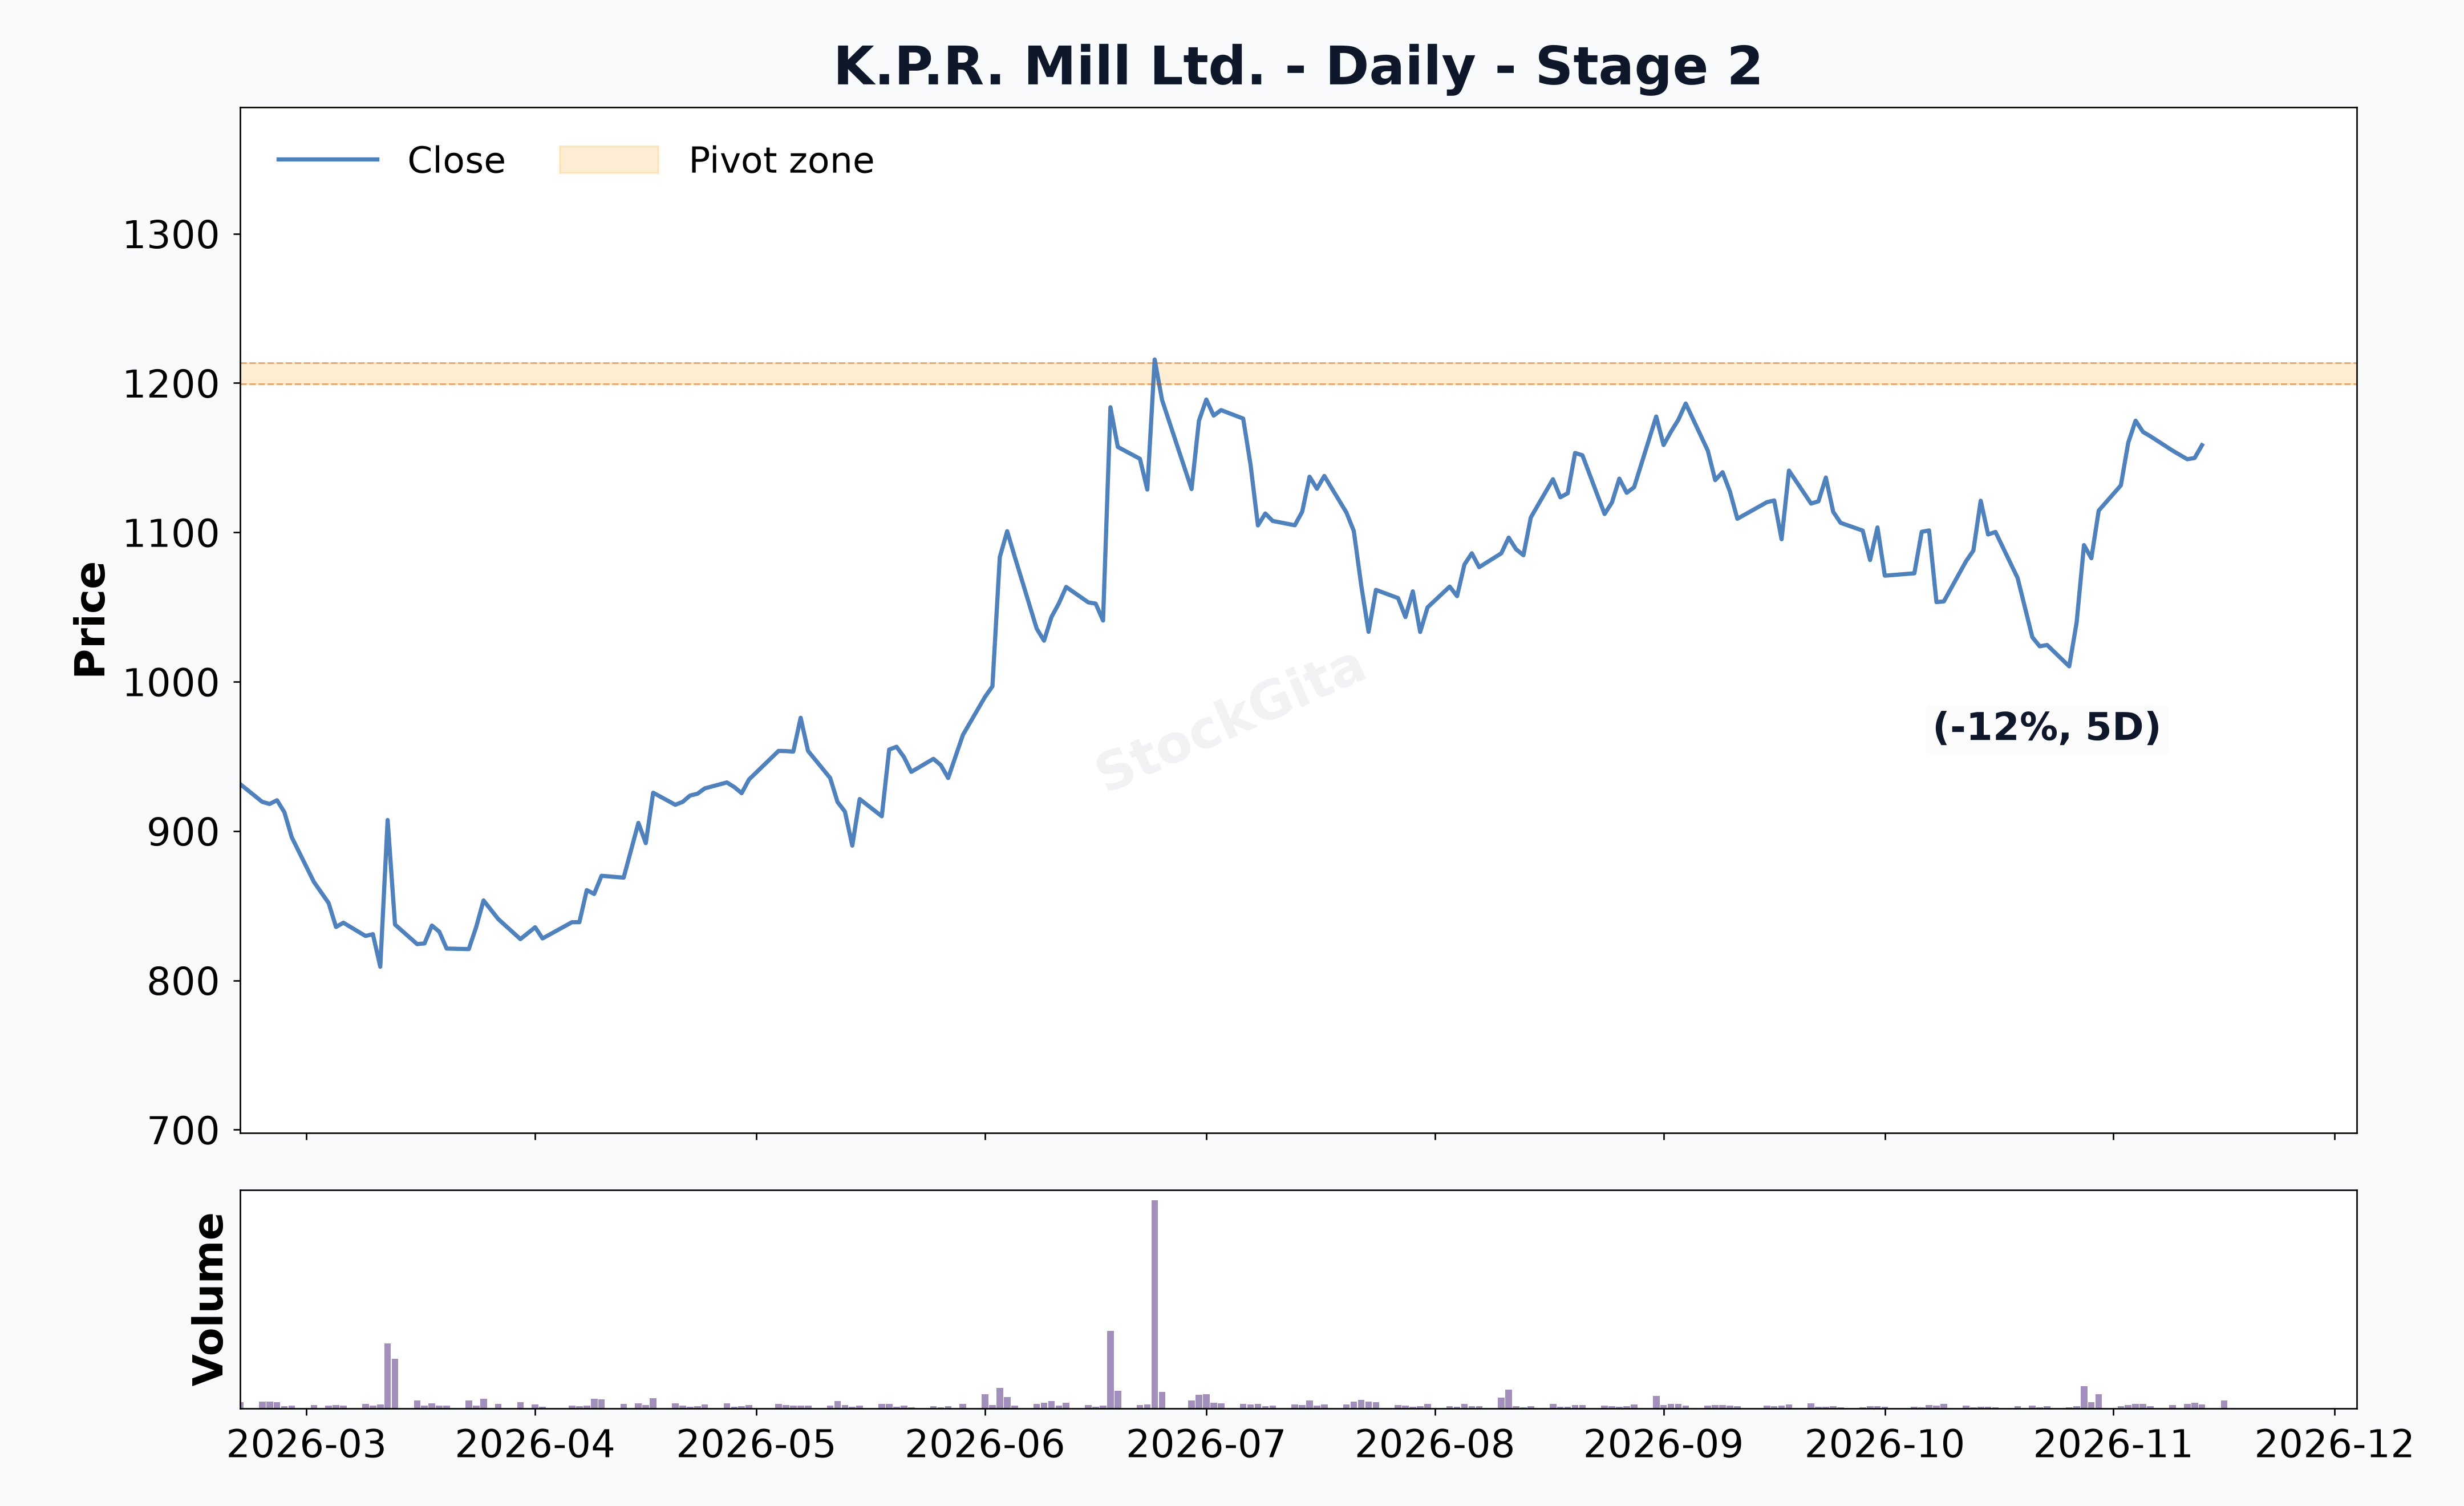 K.P.R. Mill Ltd. - Daily - Stage 2
Close
Pivot zone
1300
1200
1100
1000
900
800
700
Price
StockGita
(-12%, 5D)
Volume
2026-03
2026-04
2026-05
2026-06
2026-07
2026-08
2026-09
2026-10
2026-11
2026-12